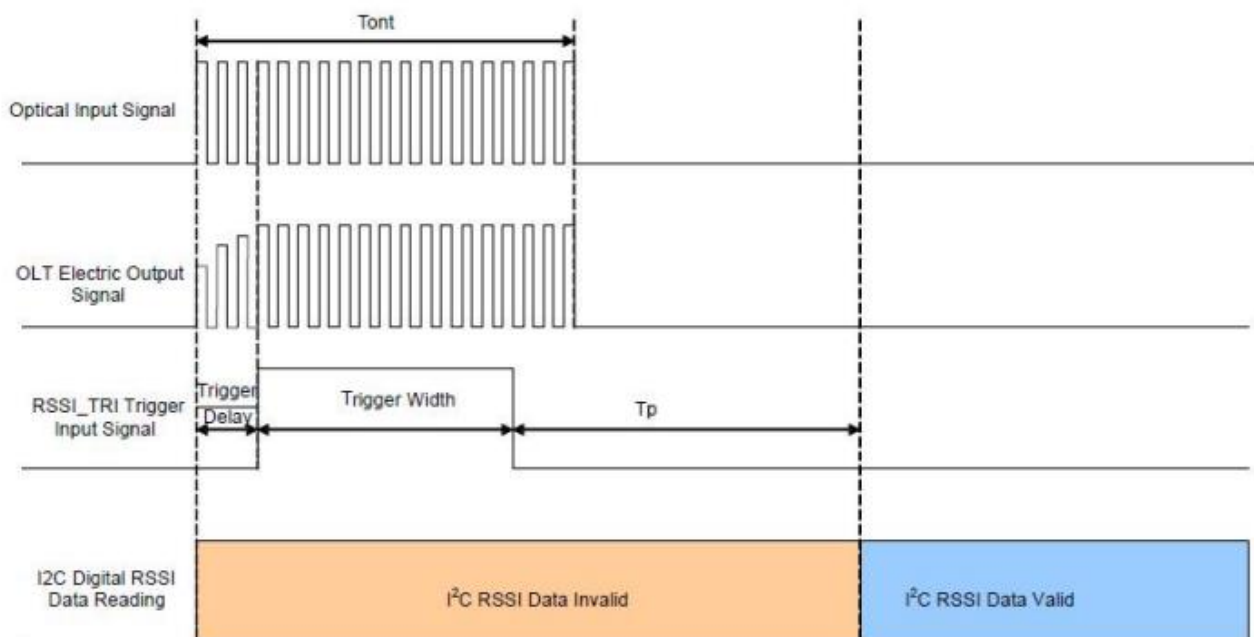 Tont
Optical Input Signal
OLT Electric Output
Signal
Trigger
Delay
Trigger Width
Tp
RSSI_TRI Trigger
Input Signal
I2C Digital RSSI
Data Reading
I²C RSSI Data Invalid
I²C RSSI Data Valid